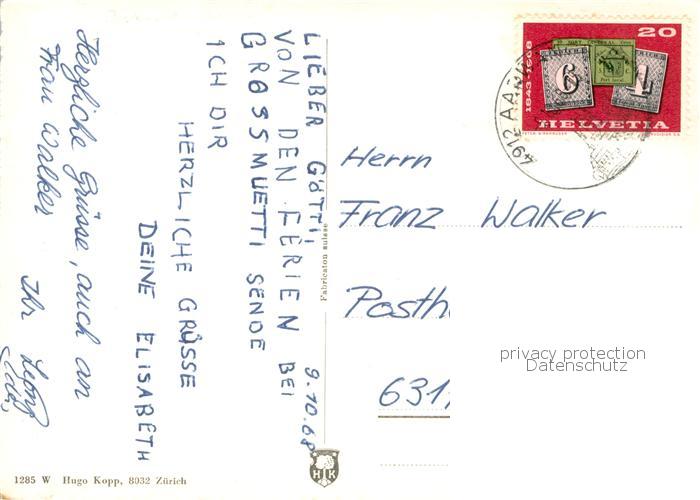 LIEBER GÖTTI,
9.10.68
VON DEN FERIEN BEI
GROSSMUETTI SENDE
ICH DIR
HERZLICHE GRÜSSE
DEINE ELISABETH
Herzliche Grüsse, auch an
Frau Walker
Ihr
Herrn
Franz Walker
Posth
631
privacy protection
Datenschutz
20
1843-1968
6
4
HELVETIA
4912 AARW
Fabrication suisse
H K
1285 W Hugo Kopp, 8032 Zürich